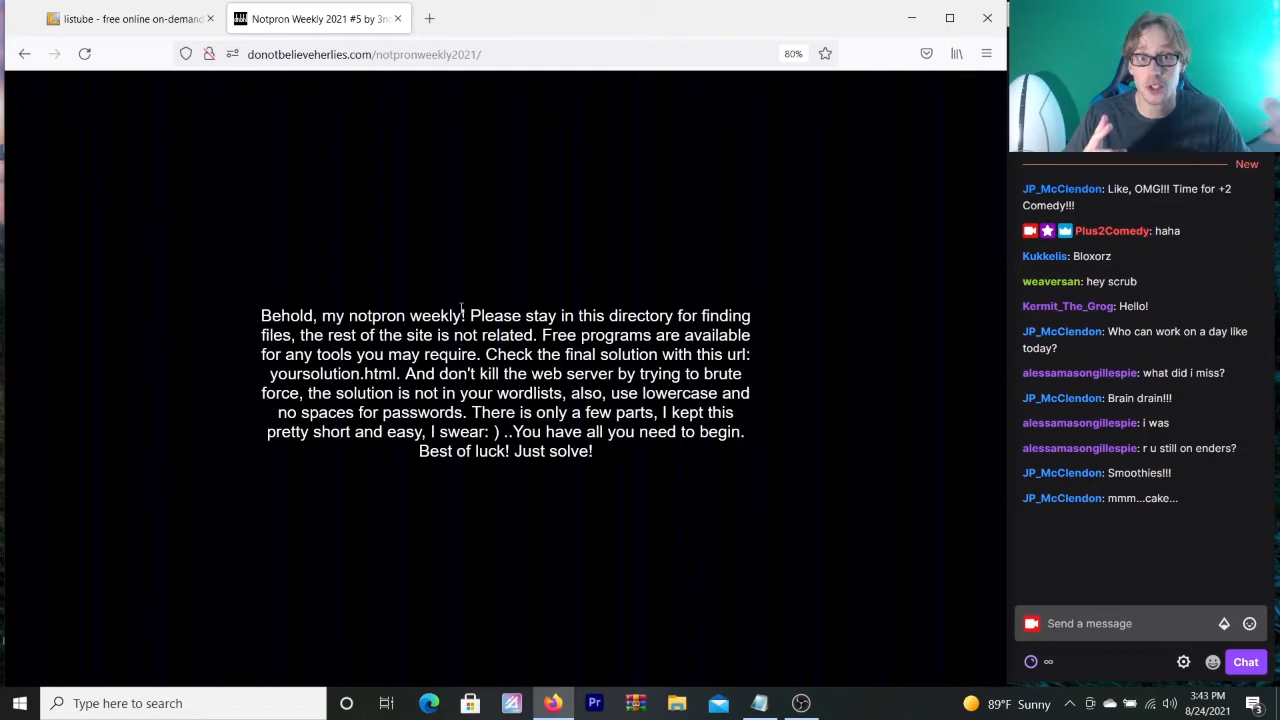 listube - free online on-demand
Notpron Weekly 2021 #5 by 3nd
donotbelieveherlies.com/notpronweekly2021/
80%
Behold, my notpron weekly! Please stay in this directory for finding
files, the rest of the site is not related. Free programs are available
for any tools you may require. Check the final solution with this url:
yoursolution.html. And don't kill the web server by trying to brute
force, the solution is not in your wordlists, also, use lowercase and
no spaces for passwords. There is only a few parts, I kept this
pretty short and easy, I swear: ) ..You have all you need to begin.
Best of luck! Just solve!
New
JP_McClendon: Like, OMG!!! Time for +2
Comedy!!!
Plus2Comedy: haha
Kukkelis: Bloxorz
weaversan: hey scrub
Kermit_The_Grog: Hello!
JP_McClendon: Who can work on a day like
today?
alessamasongillespie: what did i miss?
JP_McClendon: Brain drain!!!
alessamasongillespie: i was
alessamasongillespie: r u still on enders?
JP_McClendon: Smoothies!!!
JP_McClendon: mmm...cake...
Send a message
∞
Chat
Type here to search
Pr
89°F Sunny
3:43 PM
8/24/2021
3